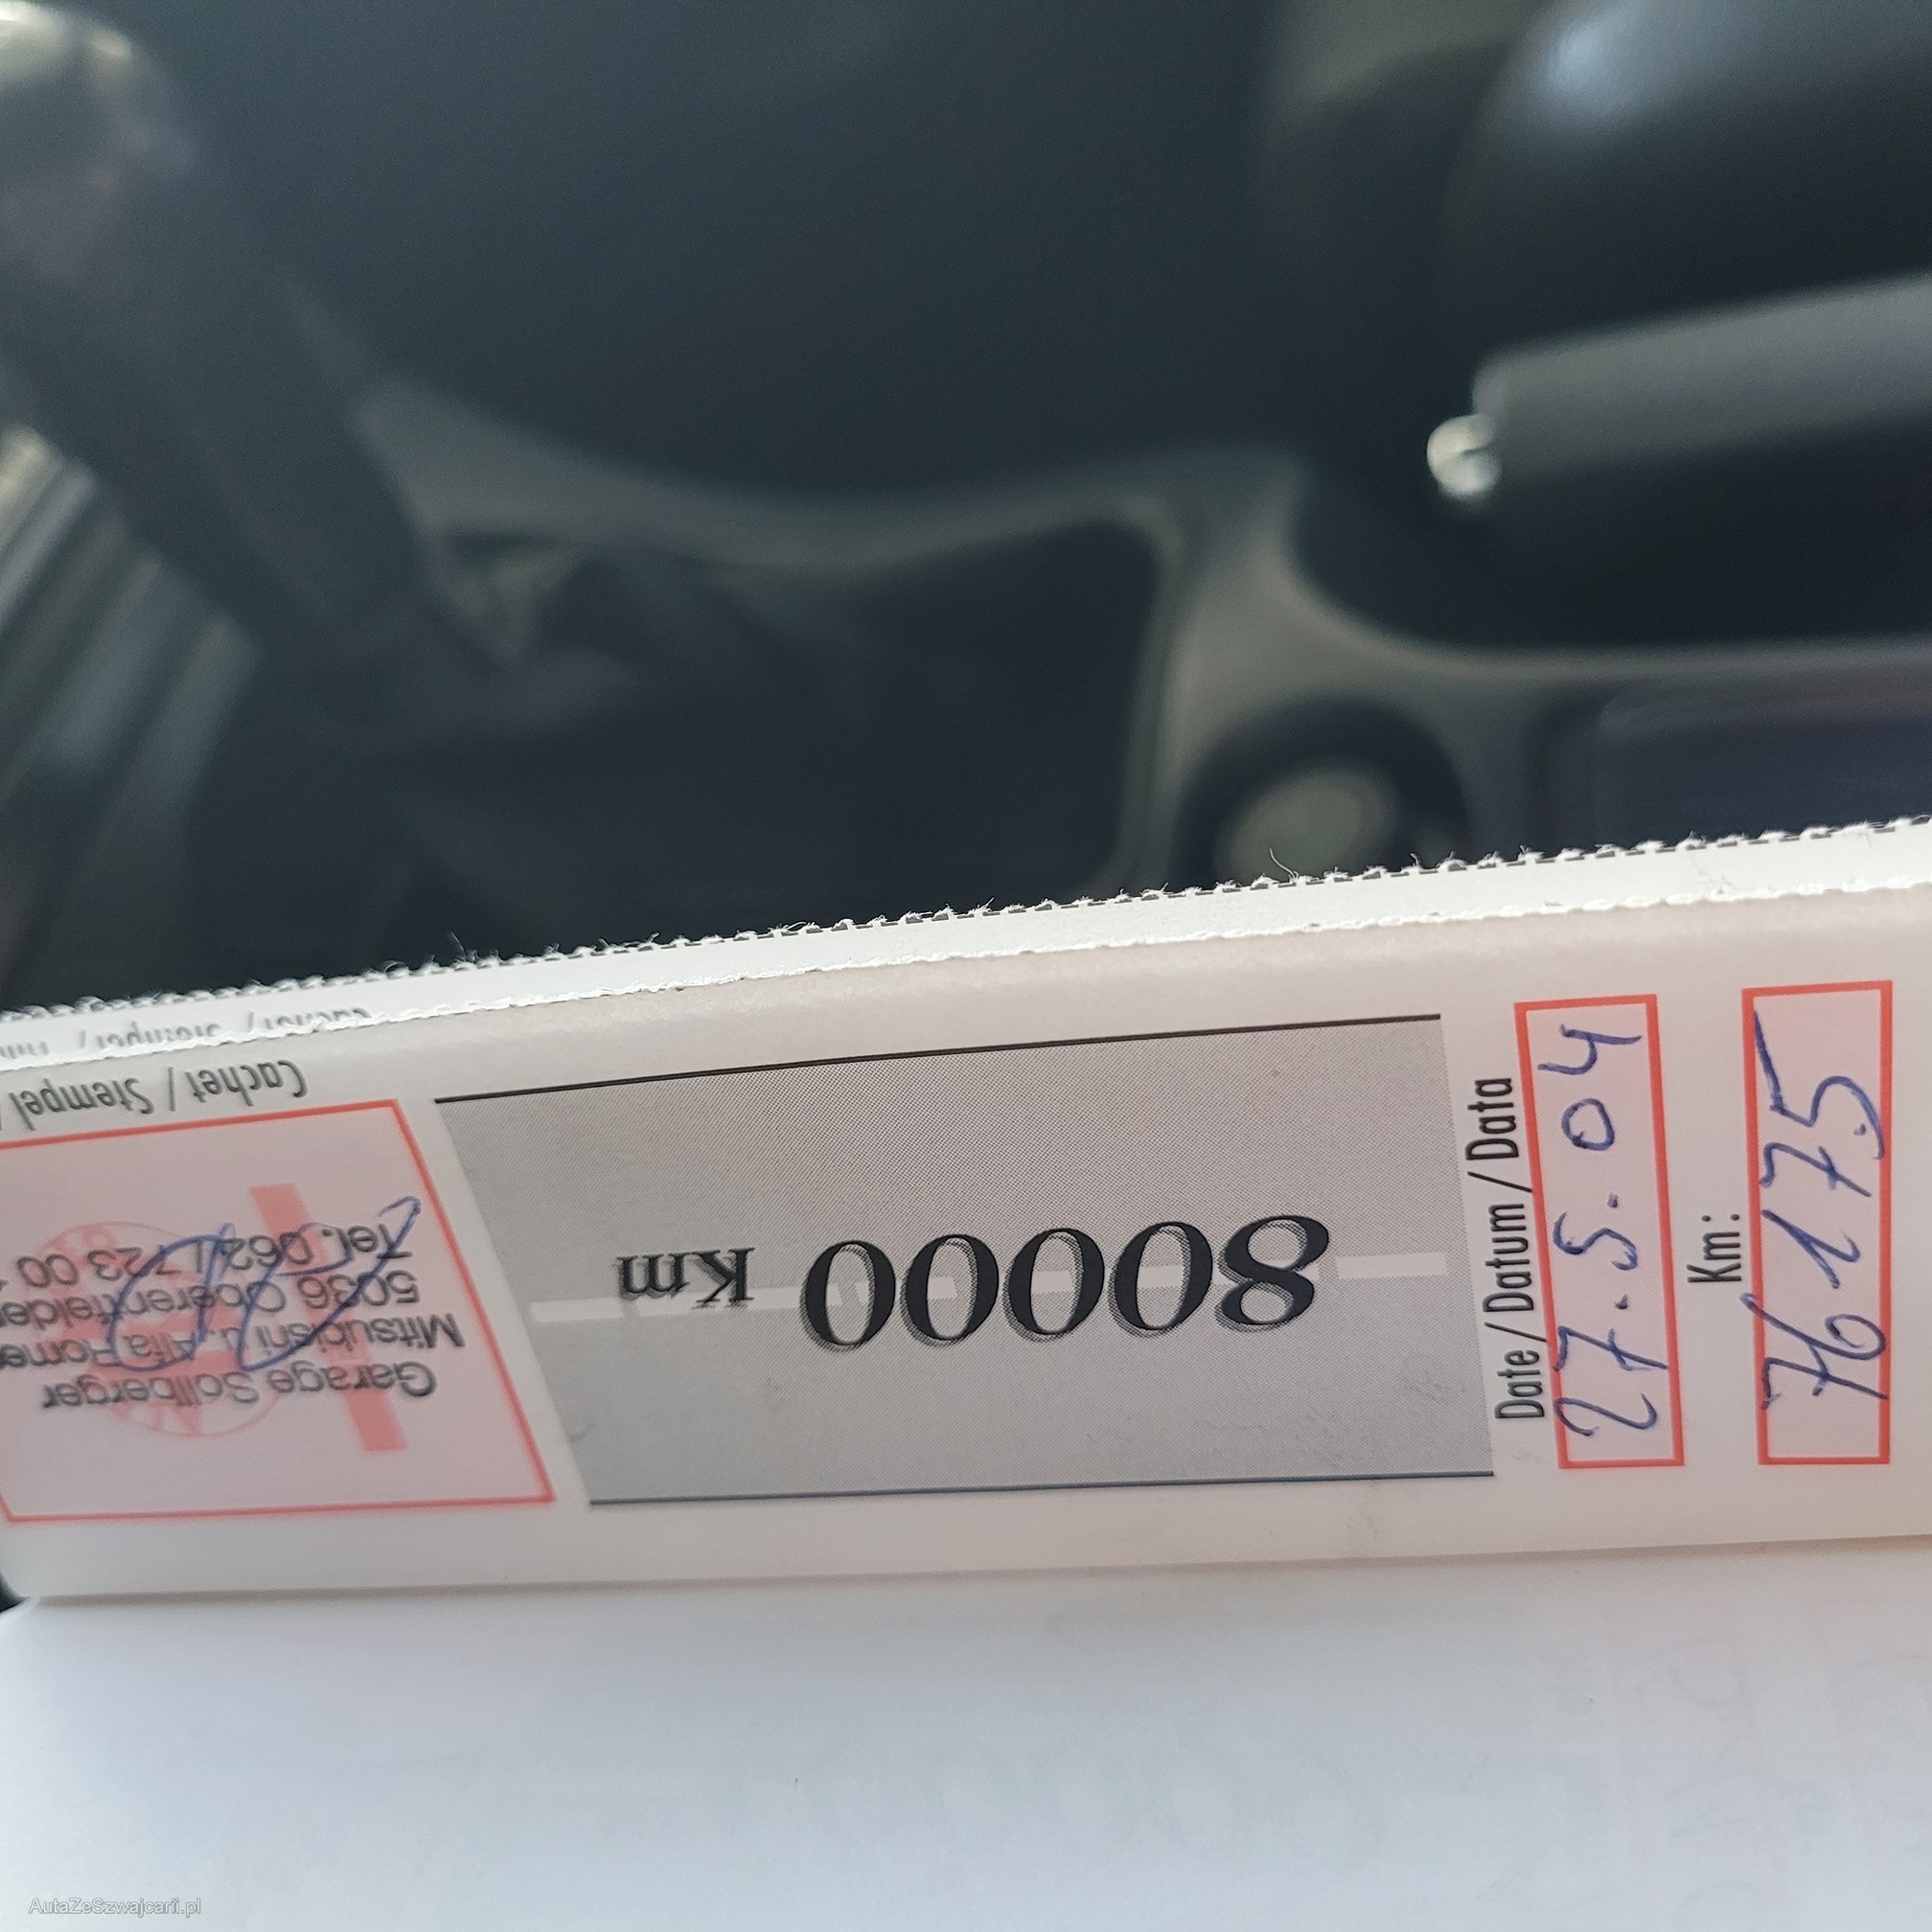 Cachet / Stempel /
Garage Sollberger
Mitsubishi u. Alfa Rome
5036 Oberentfelden
Tel. 062 / 723 00
80000 Km
Date / Datum / Data
27.5.04
Km:
76175
AutaZeSzwajcarii.pl